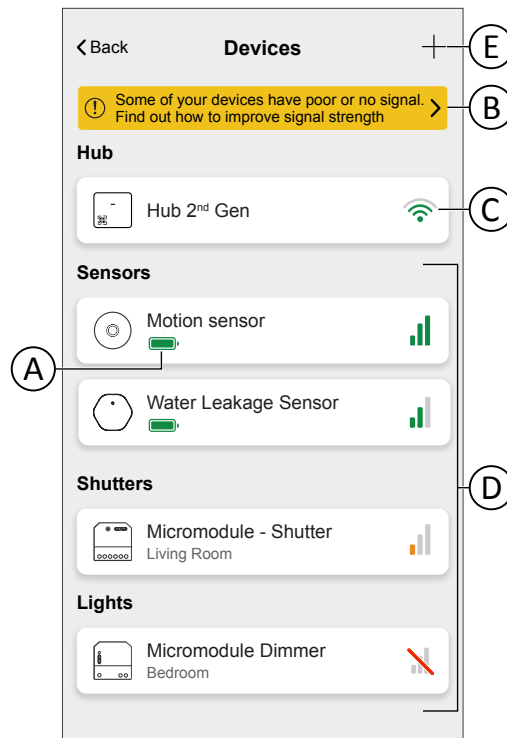 Back
Devices
E
Some of your devices have poor or no signal.
Find out how to improve signal strength
B
Hub
Hub 2nd Gen
C
Sensors
Motion sensor
A
Water Leakage Sensor
D
Shutters
Micromodule - Shutter
Living Room
Lights
Micromodule Dimmer
Bedroom